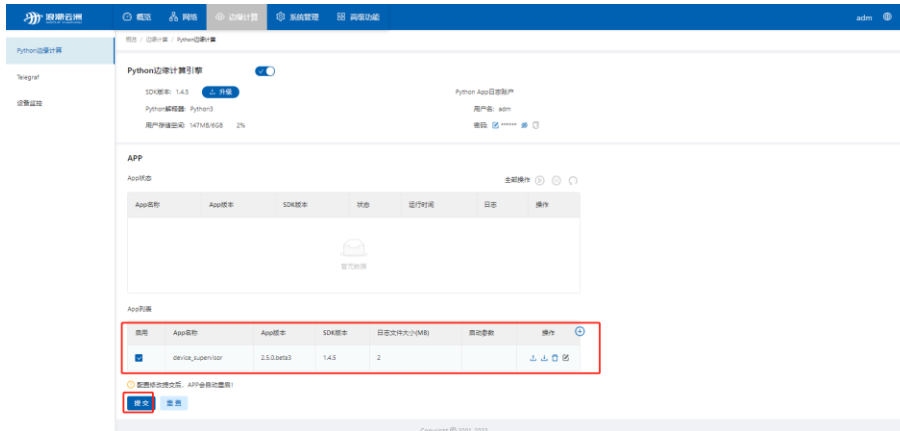 浪潮云洲 概览 网络 边缘计算 系统管理 高级功能 adm
概览 / 边缘计算 / Python边缘计算
Python边缘计算
Telegraf
设备监控
Python边缘计算引擎
SDK版本: 1.4.5 升级
Python App日志账户
Python解释器: Python3
用户名: adm
用户存储空间: 147MB/6GB 2%
密码: ******
APP
App状态
全部操作
App名称 App版本 SDK版本 状态 运行时间 日志 操作
暂无数据
App列表
启用 App名称 App版本 SDK版本 日志文件大小(MB) 启动参数 操作
device_supervisor 2.5.0.beta3 1.4.5 2
配置修改提交后，APP会自动重启!
提交 重置